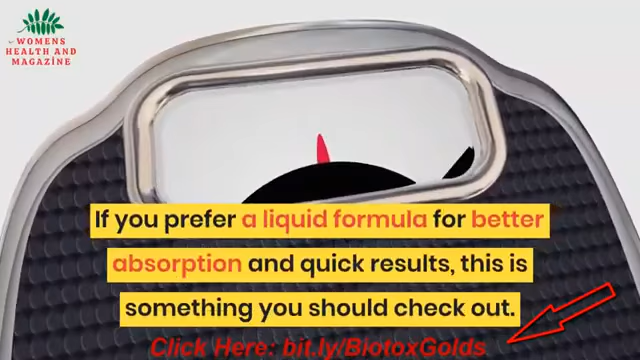 WOMENS
HEALTH AND
MAGAZINE
If you prefer a liquid formula for better
absorption and quick results, this is
something you should check out.
Click Here: bit.ly/BiotoxGolds